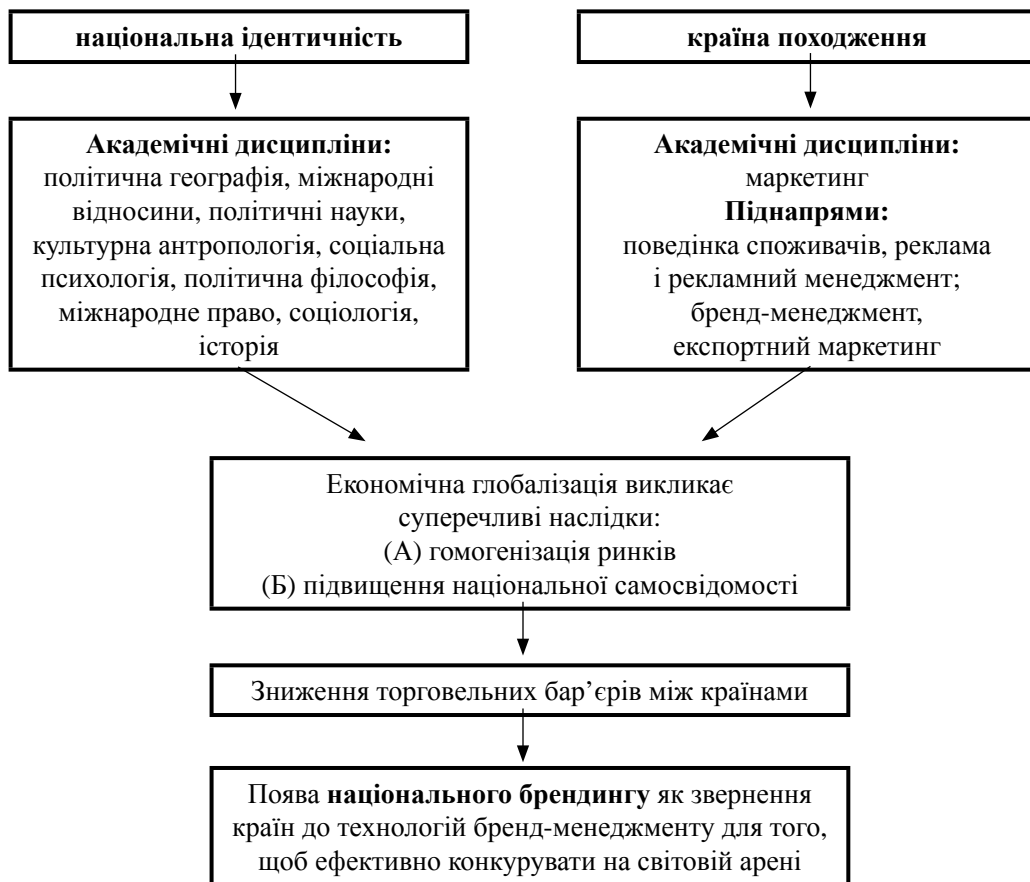 національна ідентичність
країна походження
Академічні дисципліни:
політична географія, міжнародні
відносини, політичні науки,
культурна антропологія, соціальна
психологія, політична філософія,
міжнародне право, соціологія,
історія
Академічні дисципліни:
маркетинг
Піднапрями:
поведінка споживачів, реклама
і рекламний менеджмент;
бренд-менеджмент,
експортний маркетинг
Економічна глобалізація викликає
суперечливі наслідки:
(А) гомогенізація ринків
(Б) підвищення національної самосвідомості
Зниження торговельних бар’єрів між країнами
Поява національного брендингу як звернення
країн до технологій бренд-менеджменту для того,
щоб ефективно конкурувати на світовій арені